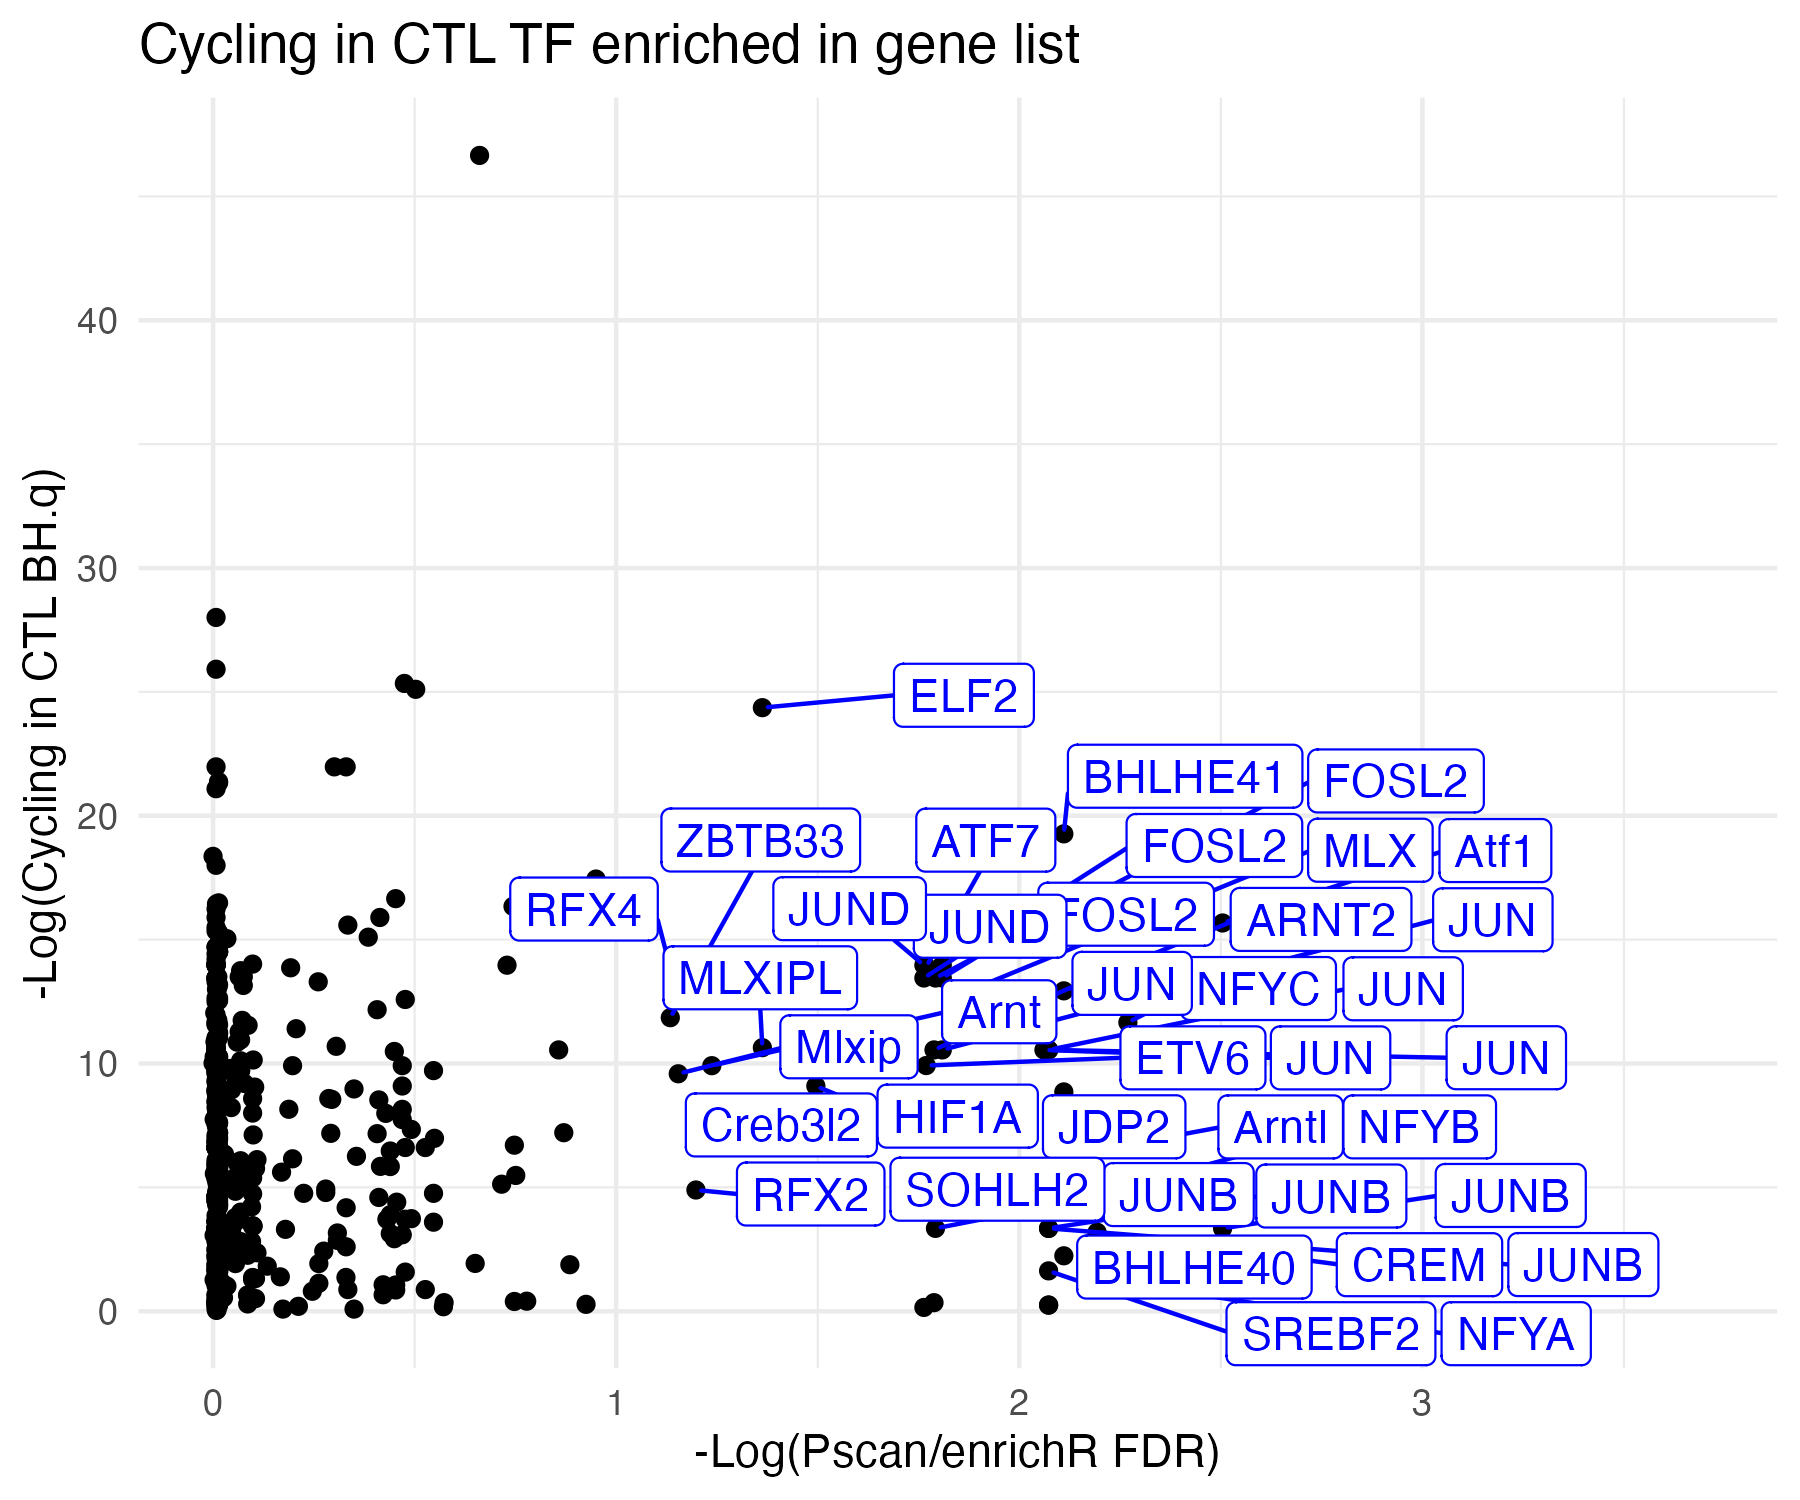 Cycling in CTL TF enriched in gene list
-Log(Cycling in CTL BH.q)
40
30
20
10
0
ELF2
BHLHE41
FOSL2
ZBTB33
ATF7
FOSL2
MLX
Atf1
RFX4
JUND
JUND
FOSL2
ARNT2
JUN
MLXIPL
Arnt
JUN
NFYC
JUN
Mlxip
ETV6
JUN
JUN
Creb3l2
HIF1A
JDP2
Arntl
NFYB
RFX2
SOHLH2
JUNB
JUNB
JUNB
BHLHE40
CREM
JUNB
SREBF2
NFYA
0
1
2
3
-Log(Pscan/enrichR FDR)